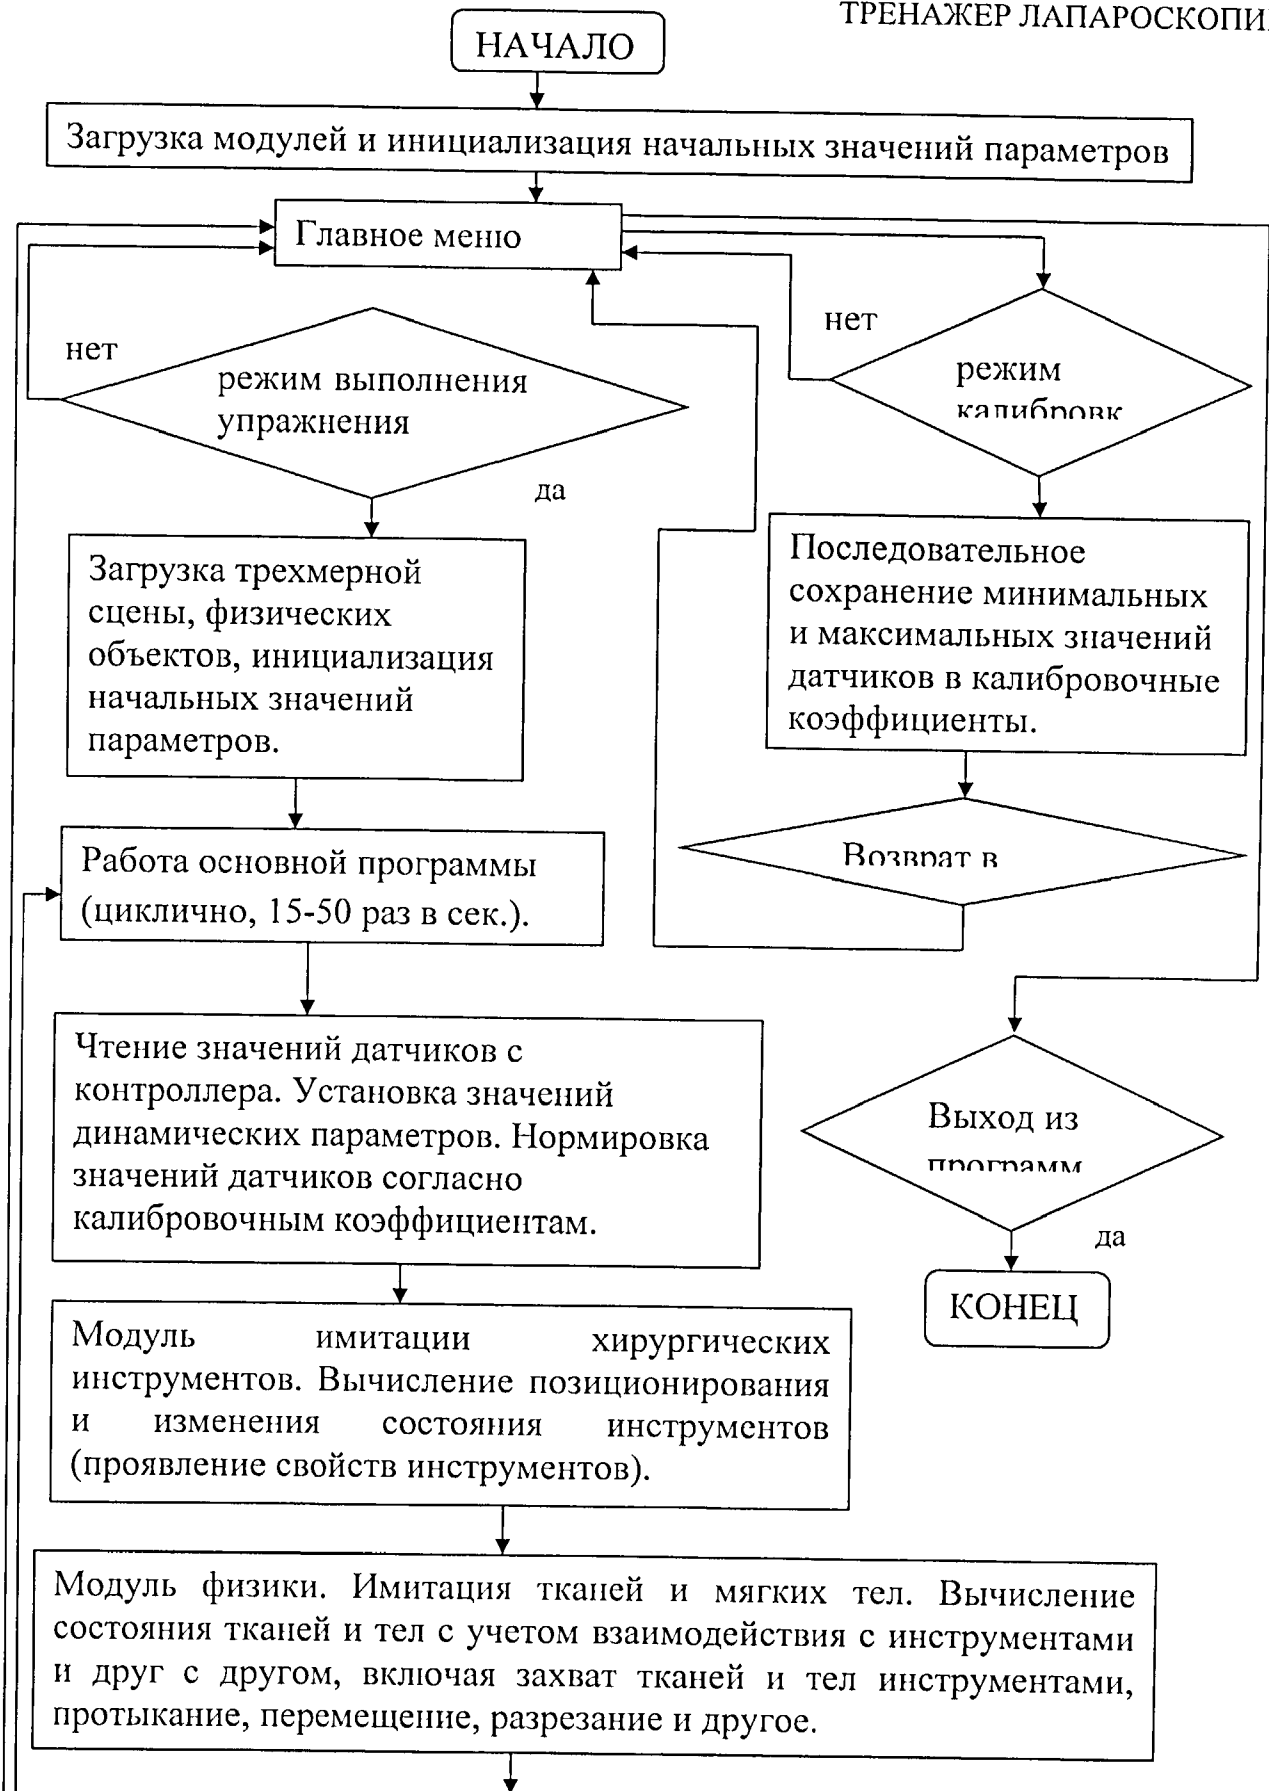 ТРЕНАЖЕР ЛАПАРОСКОПИ
НАЧАЛО
Загрузка модулей и инициализация начальных значений параметров
Главное меню
нет
режим выполнения
упражнения
да
нет
режим
калибровк
Загрузка трехмерной
сцены, физических
объектов, инициализация
начальных значений
параметров.
Последовательное
сохранение минимальных
и максимальных значений
датчиков в калибровочные
коэффициенты.
Возврат в
Работа основной программы
(циклично, 15-50 раз в сек.).
Чтение значений датчиков с
контроллера. Установка значений
динамических параметров. Нормировка
значений датчиков согласно
калибровочным коэффициентам.
Выход из
программ
да
КОНЕЦ
Модуль имитации хирургических
инструментов. Вычисление позиционирования
и изменения состояния инструментов
(проявление свойств инструментов).
Модуль физики. Имитация тканей и мягких тел. Вычисление
состояния тканей и тел с учетом взаимодействия с инструментами
и друг с другом, включая захват тканей и тел инструментами,
протыкание, перемещение, разрезание и другое.